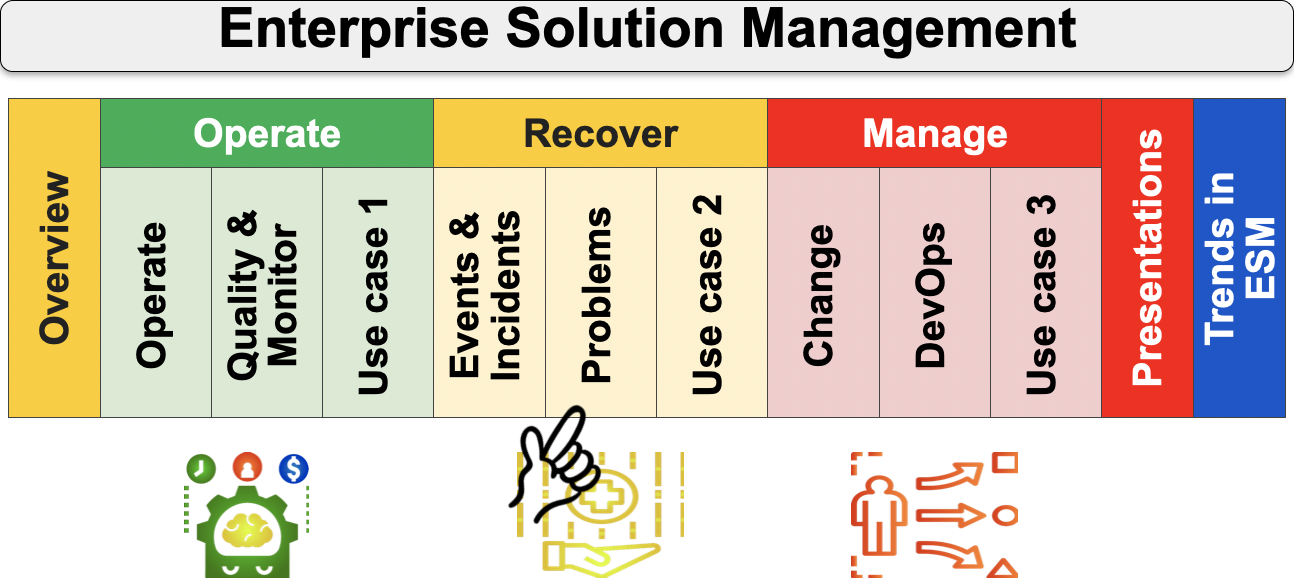 Enterprise Solution Management
Overview
Operate
Operate
Quality &
Monitor
Use case 1
Recover
Events &
Incidents
Problems
Use case 2
Manage
Change
DevOps
Use case 3
Presentations
Trends in
ESM
$